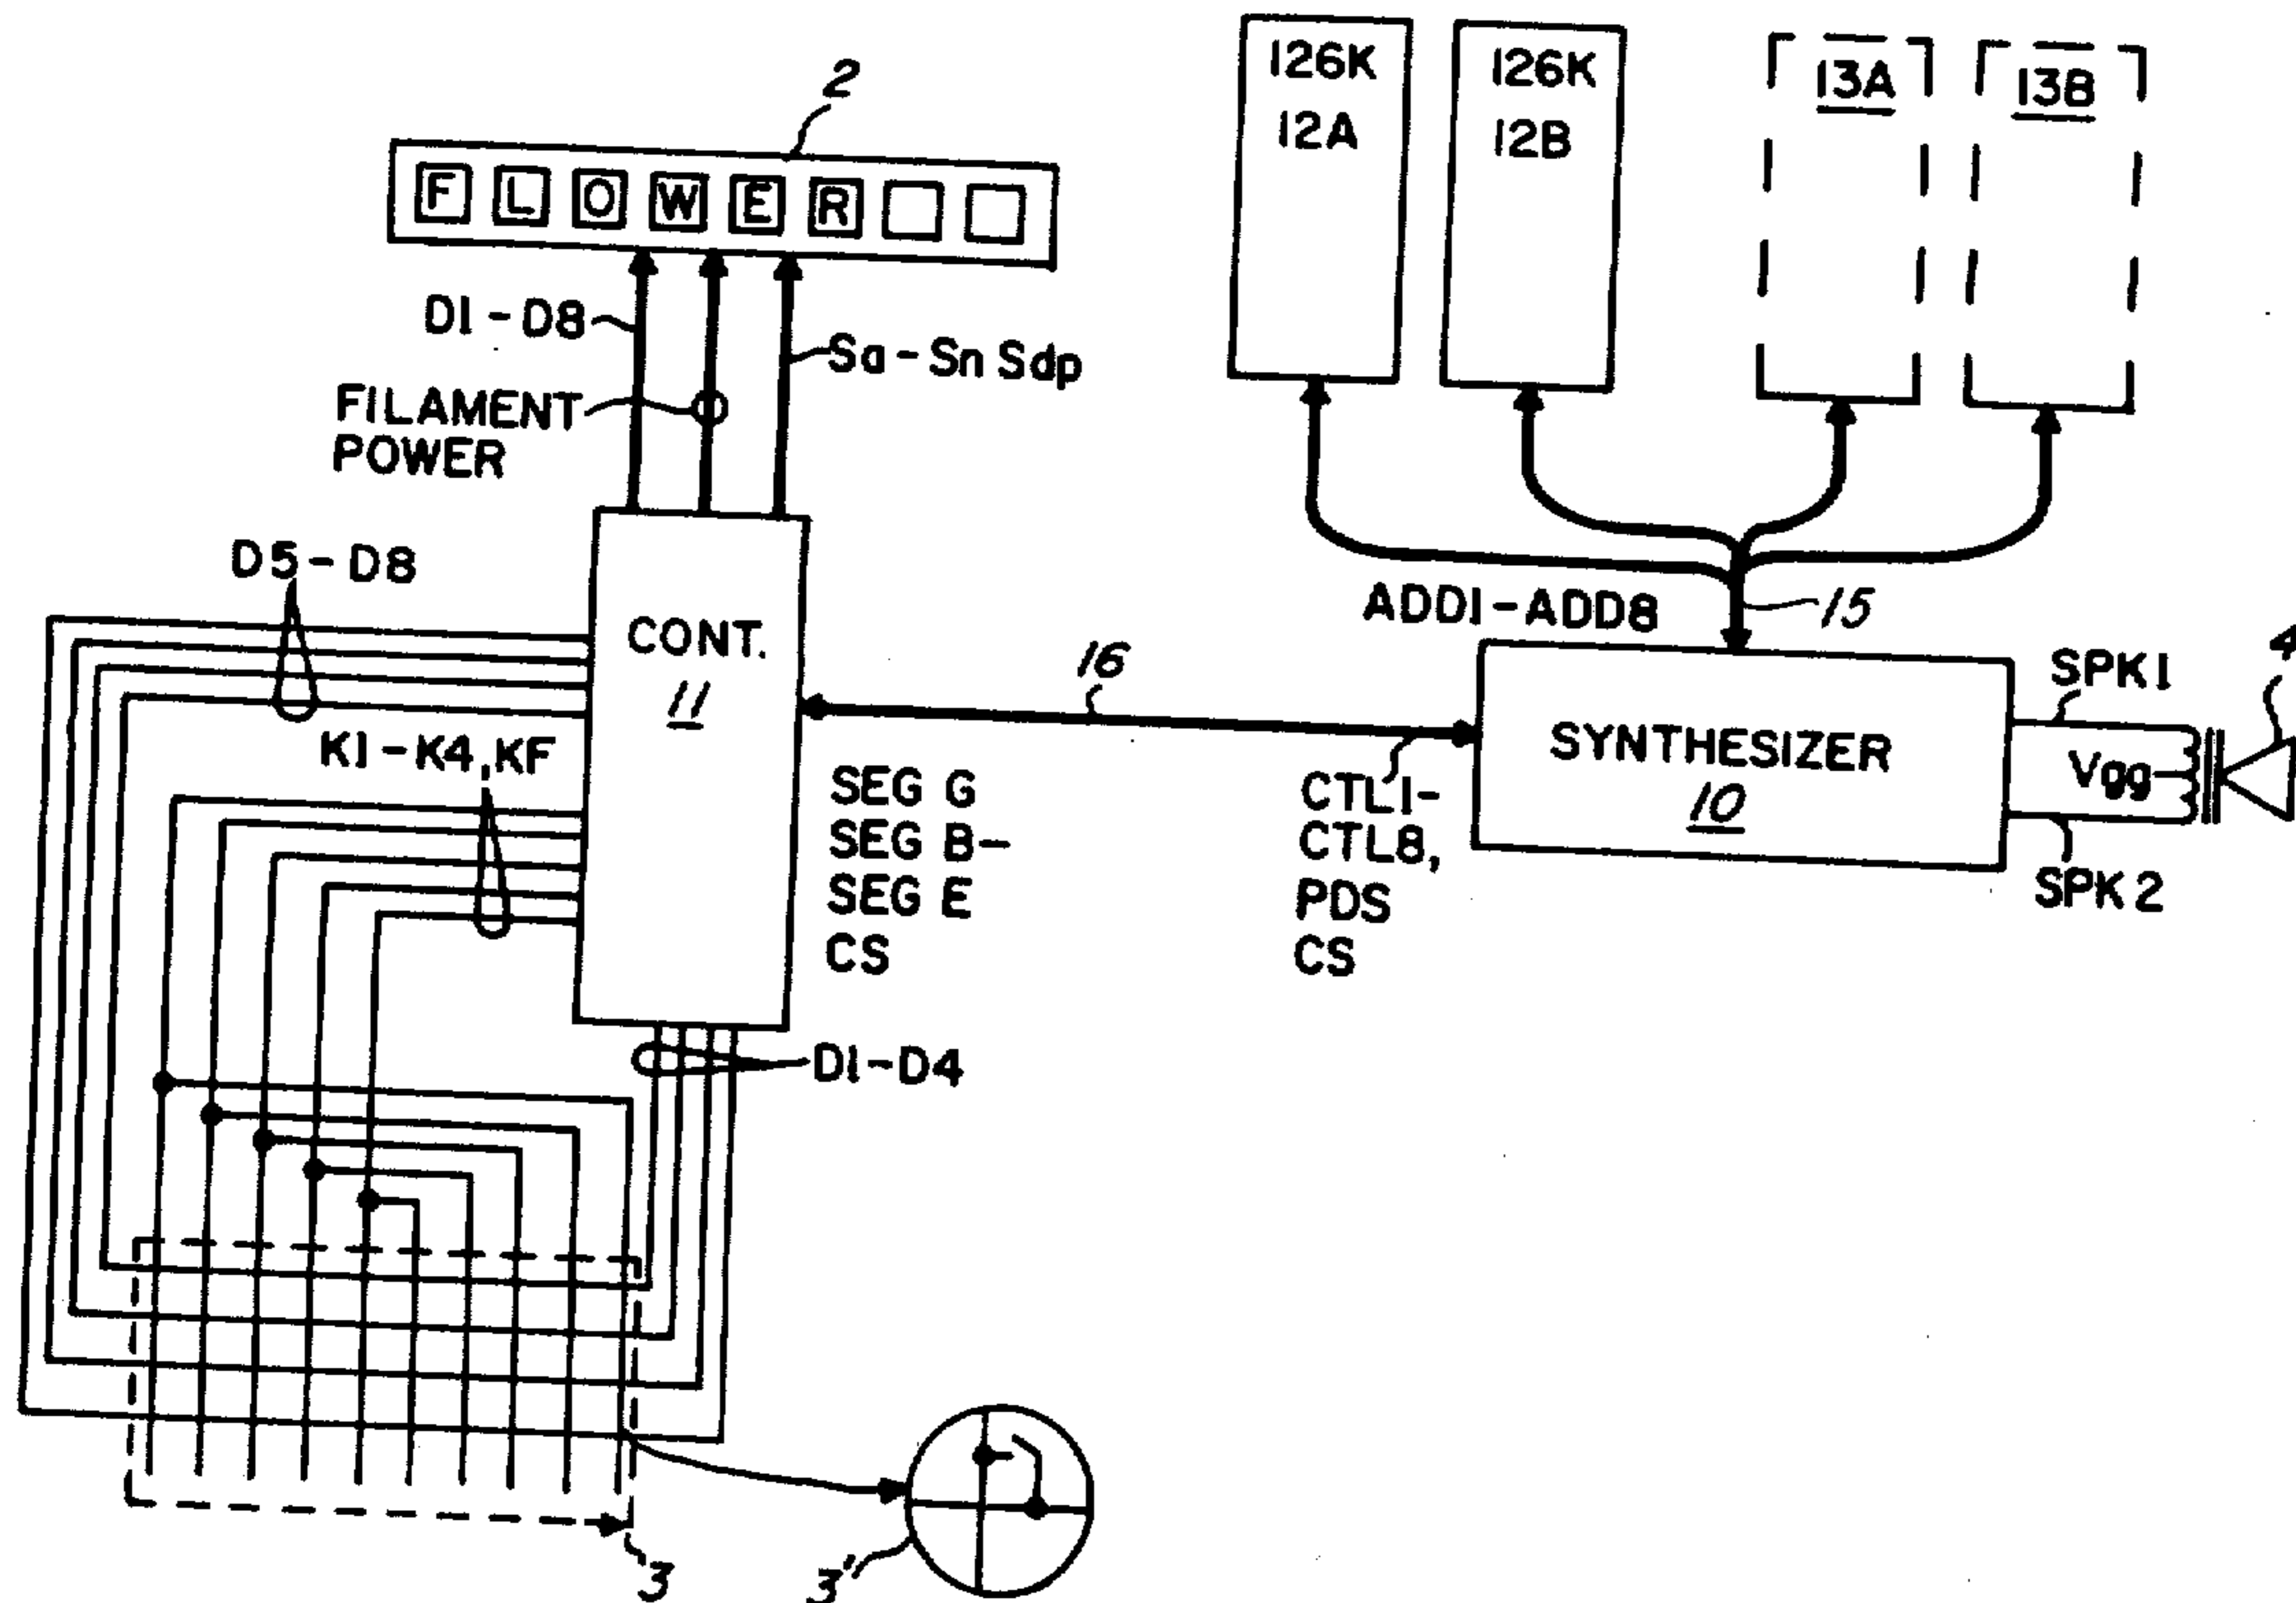 2
F L O W E R
126K
12A
126K
12B
13A
13B
D1-D8
Sa-Sn Sdp
FILAMENT
POWER
D5-D8
CONT.
11
K1-K4, KF
16
ADD1-ADD8
15
SYNTHESIZER
10
SPK1
Vgg
SPK2
4
SEG G
SEG B-
SEG E
CS
CTL1-
CTL8,
PDS
CS
D1-D4
3
3'